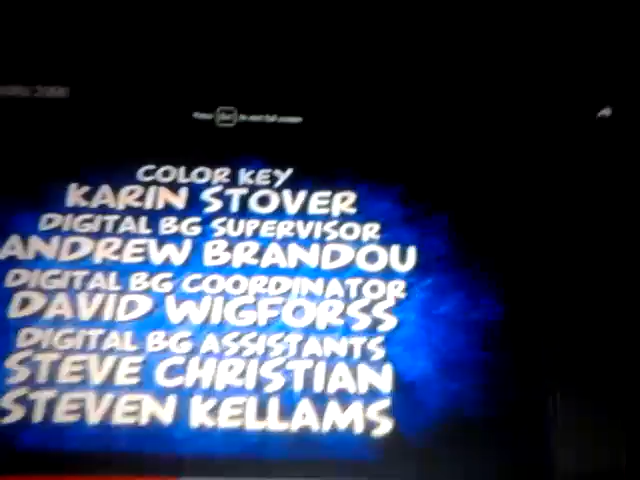 COLOR KEY
KARIN STOVER
DIGITAL BG SUPERVISOR
ANDREW BRANDOU
DIGITAL BG COORDINATOR
DAVID WIGFORSS
DIGITAL BG ASSISTANTS
STEVE CHRISTIAN
STEVEN KELLAMS